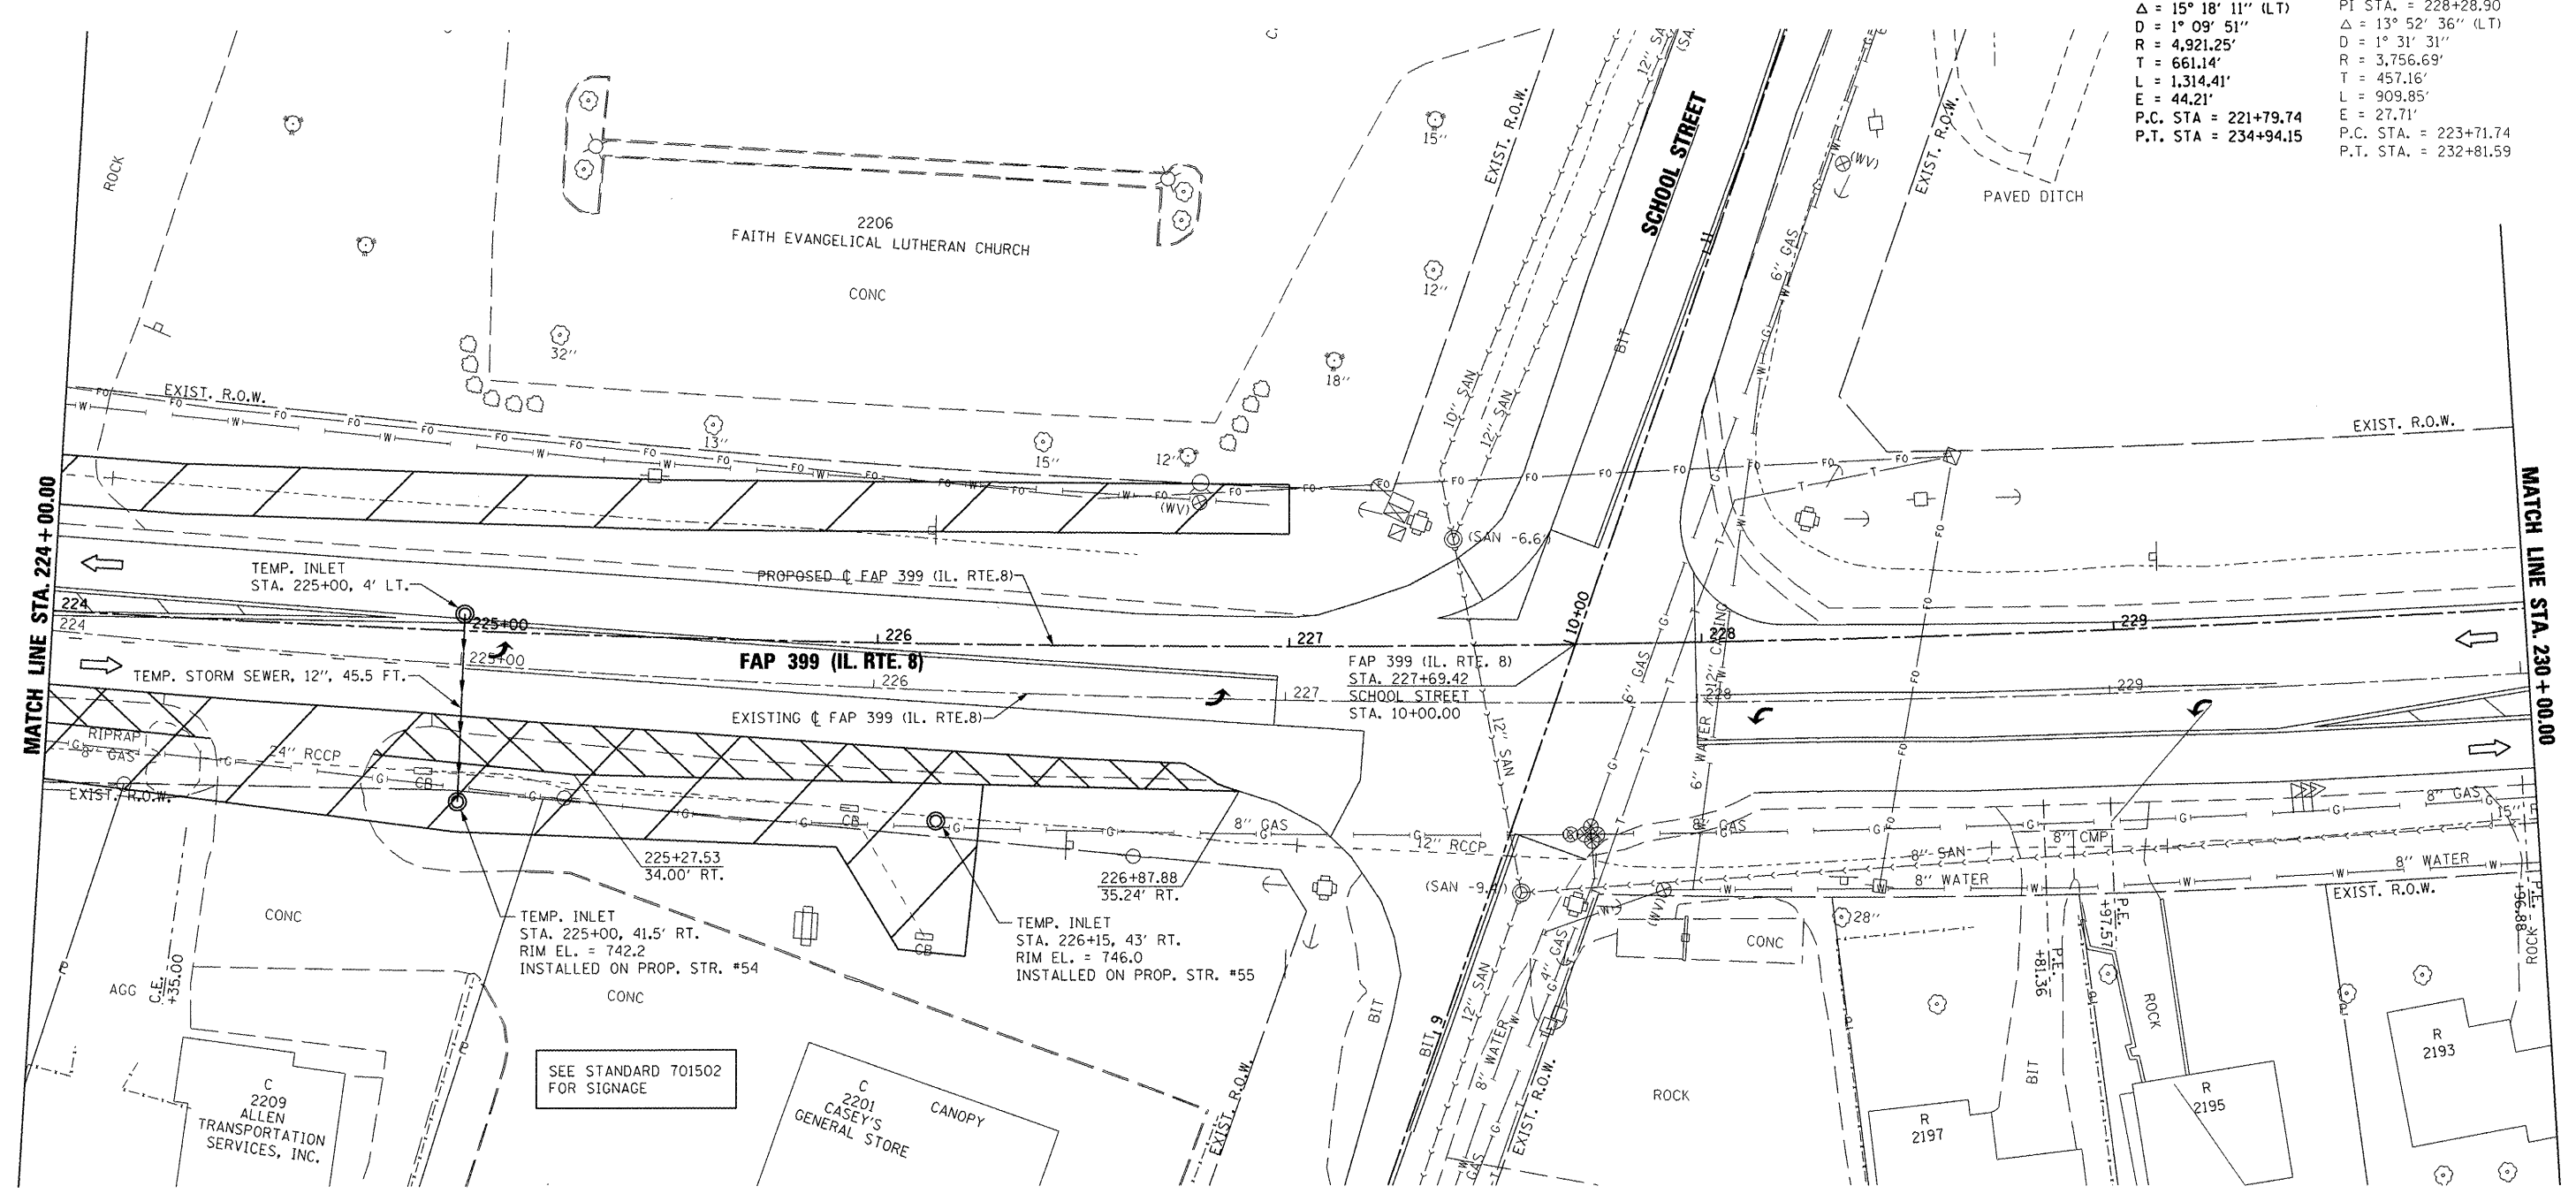 Δ = 15° 18' 11'' (LT)
D = 1° 09' 51''
R = 4,921.25'
T = 661.14'
L = 1,314.41'
E = 44.21'
P.C. STA = 221+79.74
P.T. STA = 234+94.15
PI STA. = 228+28.90
Δ = 13° 52' 36'' (LT)
D = 1° 31' 31''
R = 3,756.69'
T = 457.16'
L = 909.85'
E = 27.71'
P.C. STA. = 223+71.74
P.T. STA. = 232+81.59
ROCK
2206
FAITH EVANGELICAL LUTHERAN CHURCH
CONC
32''
13''
15''
12''
18''
12''
15''
EXIST. R.O.W.
EXIST. R.O.W.
SCHOOL STREET
11
BIT
10'' SAN
12'' SAN
12'' SA
(SA
6'' GAS
(WV)
EXIST. R.O.W.
PAVED DITCH
EXIST. R.O.W.
(WV)
(SAN -6.6)
MATCH LINE STA. 224+00.00
MATCH LINE STA. 230+00.00
TEMP. INLET
STA. 225+00, 4' LT.
PROPOSED ℄ FAP 399 (IL. RTE.8)
224
225+00
226
227
228
229
10+00
224
225+00
226
227
228
229
FAP 399 (IL. RTE. 8)
TEMP. STORM SEWER, 12'', 45.5 FT.
EXISTING ℄ FAP 399 (IL. RTE.8)
FAP 399 (IL. RTE. 8)
STA. 227+69.42
SCHOOL STREET
STA. 10+00.00
6'' GAS
6'' WATER
12'' CASING
12'' SAN
RIPRAP
8'' GAS
24'' RCCP
CB
CB
CB
EXIST. R.O.W.
225+27.53
34.00' RT.
226+87.88
35.24' RT.
8'' GAS
12'' RCCP
8'' GAS
8'' GAS
15''
8'' CMP
8'' SAN
8'' WATER
8'' WATER
EXIST. R.O.W.
(SAN -9.
(WV)
TEMP. INLET
STA. 225+00, 41.5' RT.
RIM EL. = 742.2
INSTALLED ON PROP. STR. #54
TEMP. INLET
STA. 226+15, 43' RT.
RIM EL. = 746.0
INSTALLED ON PROP. STR. #55
CONC
AGG
C.E.
+35.00
CONC
SEE STANDARD 701502
FOR SIGNAGE
C
2209
ALLEN
TRANSPORTATION
SERVICES, INC.
C
2201
CASEY'S
GENERAL STORE
CANOPY
EXIST. R.O.W.
BIT
BIT
9
12'' SAN
8'' WATER
4'' GAS
GAS
EXIST. R.O.W.
CONC
28''
P.E.
+81.36
P.E.
+97.57
P.E.
+96.88
ROCK
ROCK
ROCK
BIT
R
2197
R
2195
R
2193